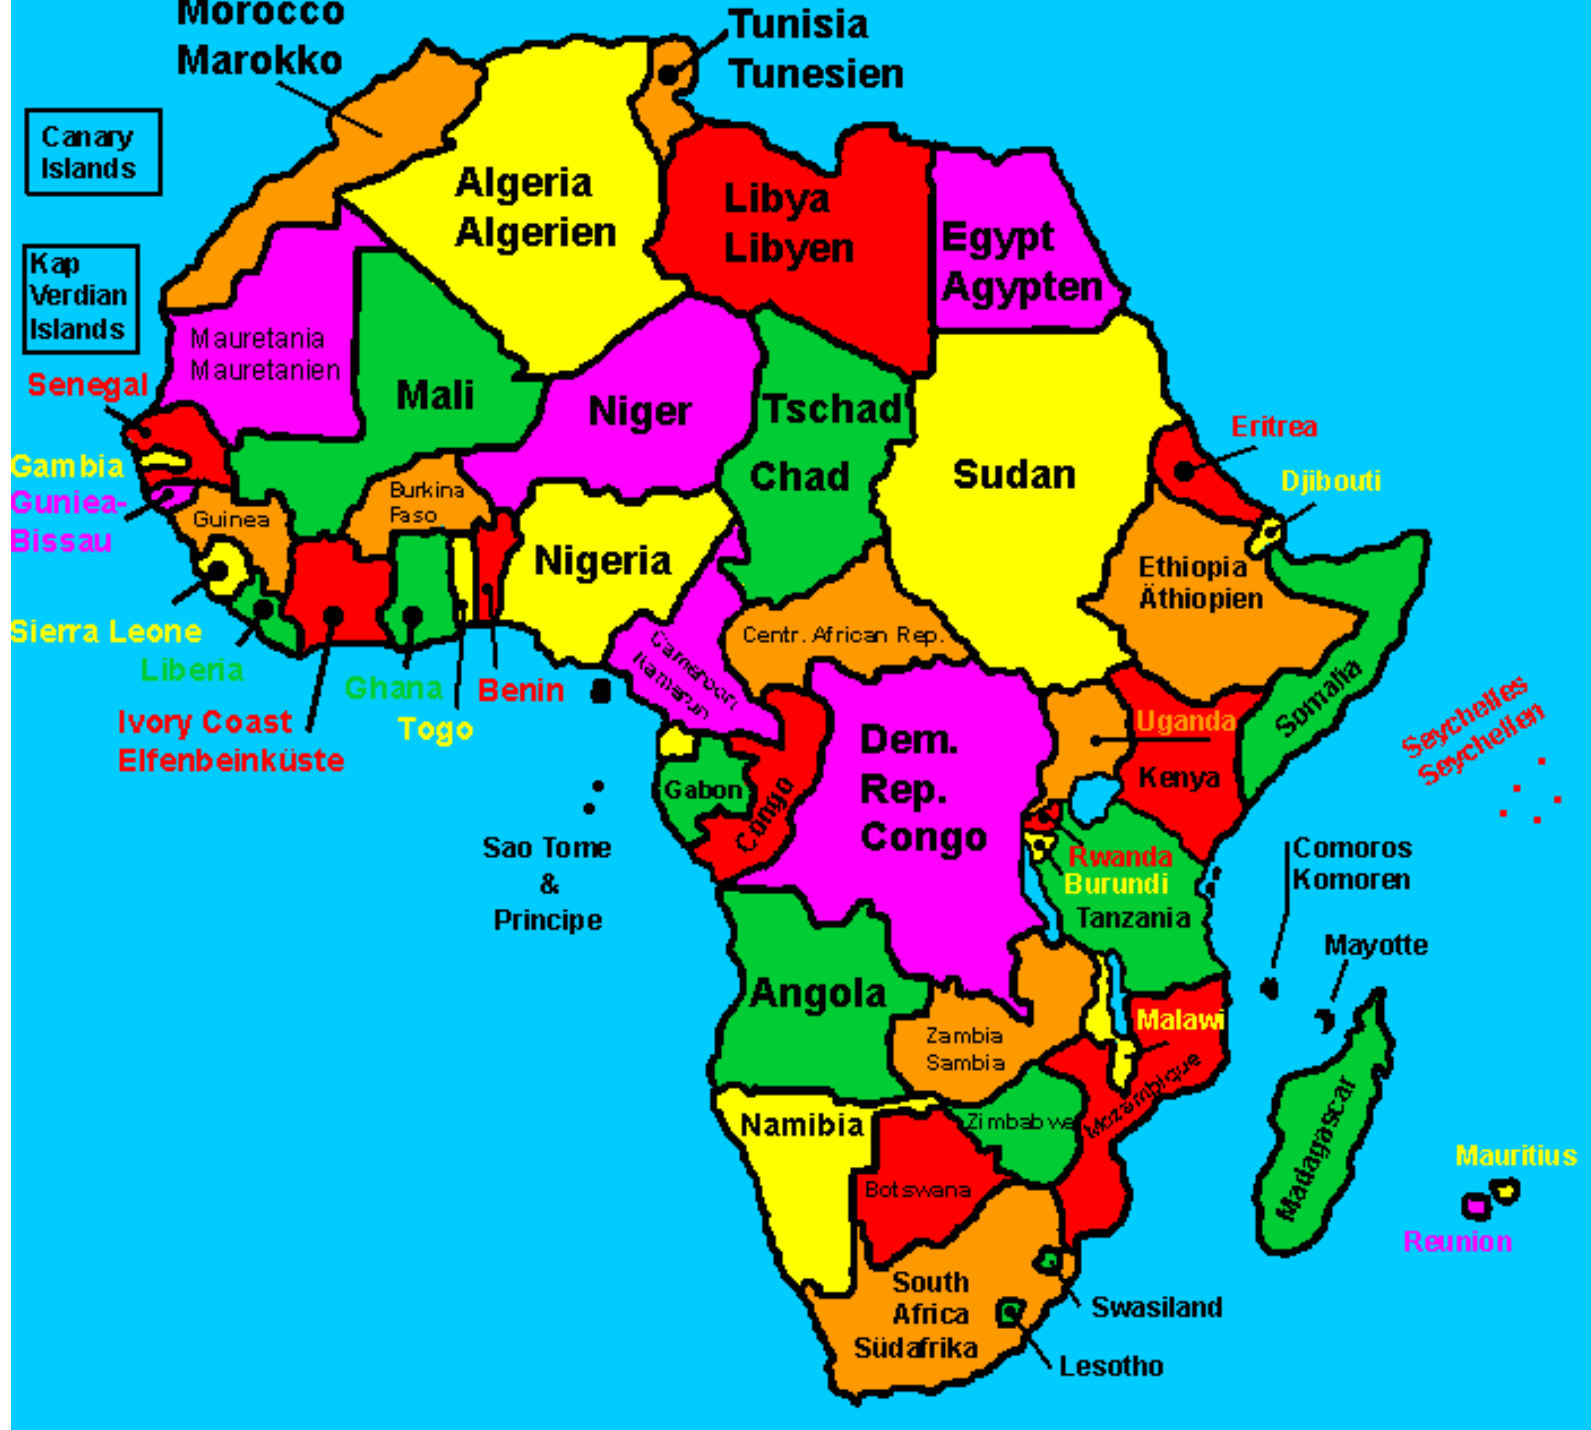 Morocco
Marokko
Tunisia
Tunesien
Canary
Islands
Algeria
Algerien
Libya
Libyen
Egypt
Agypten
Kap
Verdian
Islands
Mauretania
Mauretanien
Senegal
Mali
Niger
Tschad
Chad
Sudan
Eritrea
Djibouti
Gambia
Guniea-
Bissau
Burkina
Faso
Guinea
Nigeria
Ethiopia
Äthiopien
Sierra Leone
Liberia
Ivory Coast
Elfenbeinküste
Ghana
Togo
Benin
Cameroon
Kamerun
Centr. African Rep.
Somalia
Seychelles
Seychellen
Uganda
Kenya
Dem.
Rep.
Congo
Gabon
Congo
Sao Tome
&
Principe
Rwanda
Burundi
Tanzania
Comoros
Komoren
Mayotte
Angola
Zambia
Sambia
Malawi
Mozambique
Namibia
Zimbabwe
Botswana
Madagascar
Mauritius
Reunion
South
Africa
Südafrika
Swasiland
Lesotho